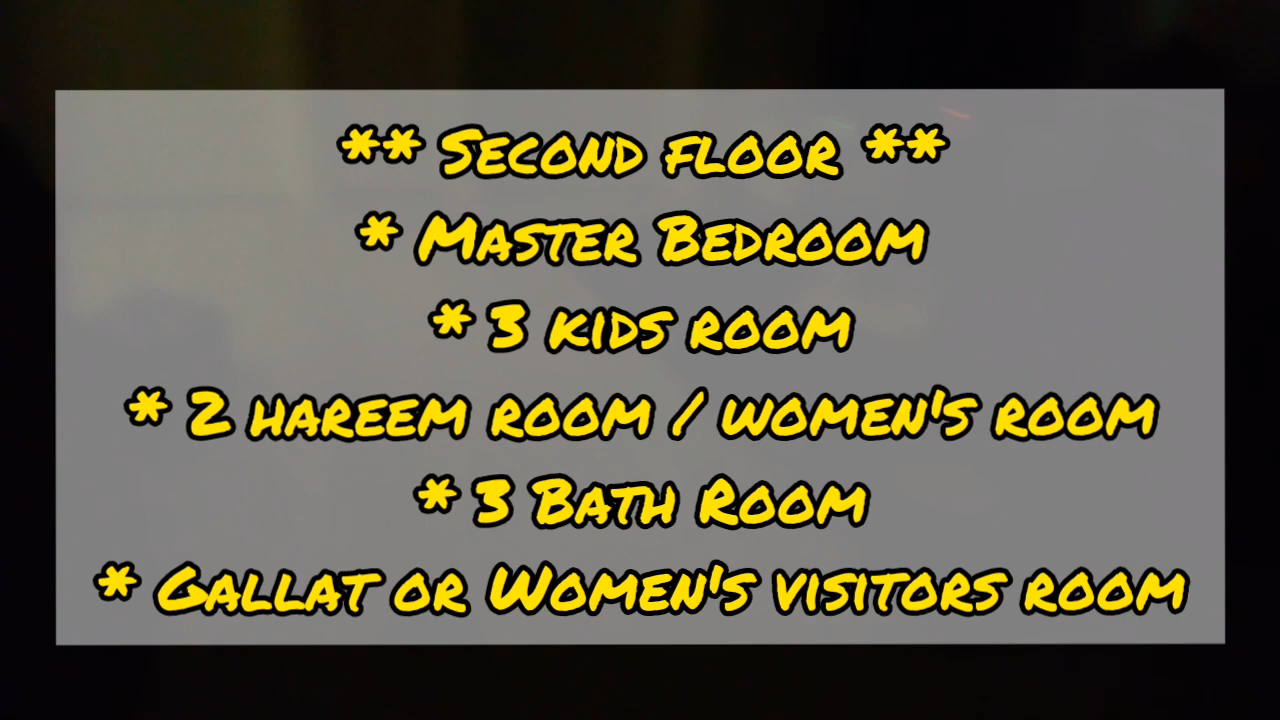 ** Second floor **
* Master Bedroom
* 3 kids room
* 2 hareem room / women's room
* 3 Bath Room
* Gallat or Women's visitors room